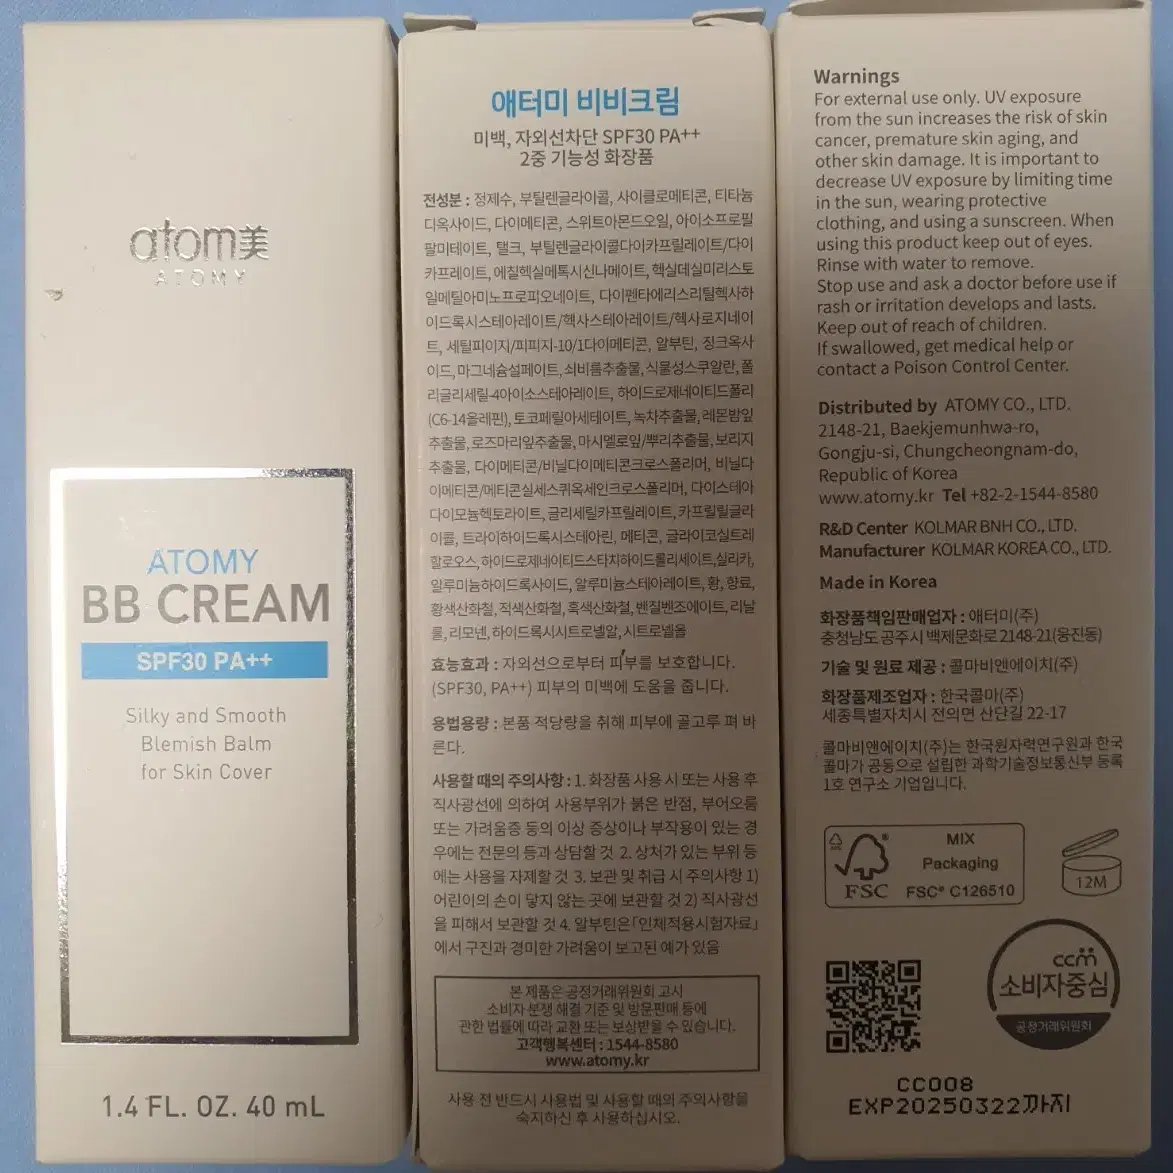 atom美
ATOMY
ATOMY
BB CREAM
SPF30 PA++
Silky and Smooth
Blemish Balm
for Skin Cover
1.4 FL. OZ. 40 mL
애터미 비비크림
미백, 자외선차단 SPF30 PA++
2중 기능성 화장품
전성분 : 정제수, 부틸렌글라이콜, 사이클로메티콘, 티타늄
디옥사이드, 다이메티콘, 스위트아몬드오일, 아이소프로필
팔미테이트, 탤크, 부틸렌글라이콜다이카프릴레이트/다이
카프레이트, 에칠헥실메톡시신나메이트, 핵실데실미리스토
일메틸아미노프로피오네이트, 다이펜타에리스리틸헥사하
이드록시스테아레이트/헥사스테아레이트/헥사로지네이
트, 세틸피이지/피피지-10/1다이메티콘, 알부틴, 징크옥사
이드, 마그네슘설페이트, 쇠비름추출물, 식물성스쿠알란, 폴
리글리세릴-4아이소스테아레이트, 하이드로제네이티드폴리
(C6-14올레핀), 토코페릴아세테이트, 녹차추출물, 레몬밤잎
추출물, 로즈마리잎추출물, 마시멜로잎/뿌리추출물, 보리지
추출물, 다이메티콘/비닐다이메티콘크로스폴리머, 비닐다
이메티콘/메티콘실세스퀴옥세인크로스폴리머, 다이스테아
다이모늄헥토라이트, 글리세릴카프릴레이트, 카프릴릴글라
이콜, 트라이하이드록시스테아린, 메티콘, 글라이코실트레
할로오스, 하이드로제네이티드스타치하이드롤리세이트, 실리카,
알루미늄하이드록사이드, 알루미늄스테아레이트, 황, 향료,
황색산화철, 적색산화철, 흑색산화철, 벤질벤조에이트, 리날
룰, 리모넨, 하이드록시시트로넬알, 시트로넬올
효능효과 : 자외선으로부터 피부를 보호합니다.
(SPF30, PA++) 피부의 미백에 도움을 줍니다.
용법용량 : 본품 적당량을 취해 피부에 골고루 펴 바
른다.
사용할 때의 주의사항 : 1. 화장품 사용 시 또는 사용 후
직사광선에 의하여 사용부위가 붉은 반점, 부어오름
또는 가려움증 등의 이상 증상이나 부작용이 있는 경
우에는 전문의 등과 상담할 것 2. 상처가 있는 부위 등
에는 사용을 자제할 것 3. 보관 및 취급 시 주의사항 1)
어린이의 손이 닿지 않는 곳에 보관할 것 2) 직사광선
을 피해서 보관할 것 4. 알부틴은 「인체적용시험자료」
에서 구진과 경미한 가려움이 보고된 예가 있음
본 제품은 공정거래위원회 고시
소비자 분쟁 해결 기준 및 방문판매 등에
관한 법률에 따라 교환 또는 보상받을 수 있습니다.
고객행복센터 : 1544-8580
www.atomy.kr
사용 전 반드시 사용법 및 사용할 때의 주의사항을
숙지하신 후 사용하십시오.
Warnings
For external use only. UV exposure
from the sun increases the risk of skin
cancer, premature skin aging, and
other skin damage. It is important to
decrease UV exposure by limiting time
in the sun, wearing protective
clothing, and using a sunscreen. When
using this product keep out of eyes.
Rinse with water to remove.
Stop use and ask a doctor before use if
rash or irritation develops and lasts.
Keep out of reach of children.
If swallowed, get medical help or
contact a Poison Control Center.
Distributed by ATOMY CO., LTD.
2148-21, Baekjemunhwa-ro,
Gongju-si, Chungcheongnam-do,
Republic of Korea
www.atomy.kr Tel +82-2-1544-8580
R&D Center KOLMAR BNH CO., LTD.
Manufacturer KOLMAR KOREA CO., LTD.
Made in Korea
화장품책임판매업자 : 애터미(주)
충청남도 공주시 백제문화로 2148-21(웅진동)
기술 및 원료 제공 : 콜마비앤에이치(주)
화장품제조업자 : 한국콜마(주)
세종특별자치시 전의면 산단길 22-17
콜마비앤에이치(주)는 한국원자력연구원과 한국
콜마가 공동으로 설립한 과학기술정보통신부 등록
1호 연구소 기업입니다.
FSC
MIX
Packaging
FSC® C126510
12M
ccm
소비자중심
공정거래위원회
CC008
EXP20250322까지